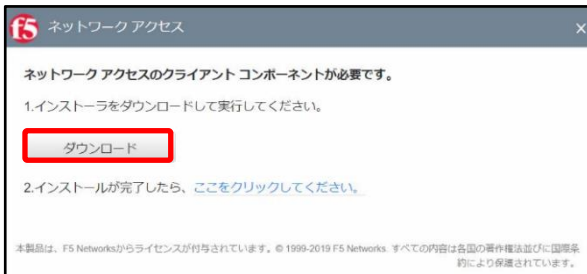 f5 ネットワーク アクセス ×
ネットワーク アクセスのクライアント コンポーネントが必要です。
1.インストーラをダウンロードして実行してください。
ダウンロード
2.インストールが完了したら、ここをクリックしてください。
本製品は、F5 Networksからライセンスが付与されています。© 1999-2019 F5 Networks. すべての内容は各国の著作権法並びに国際条
約により保護されています。